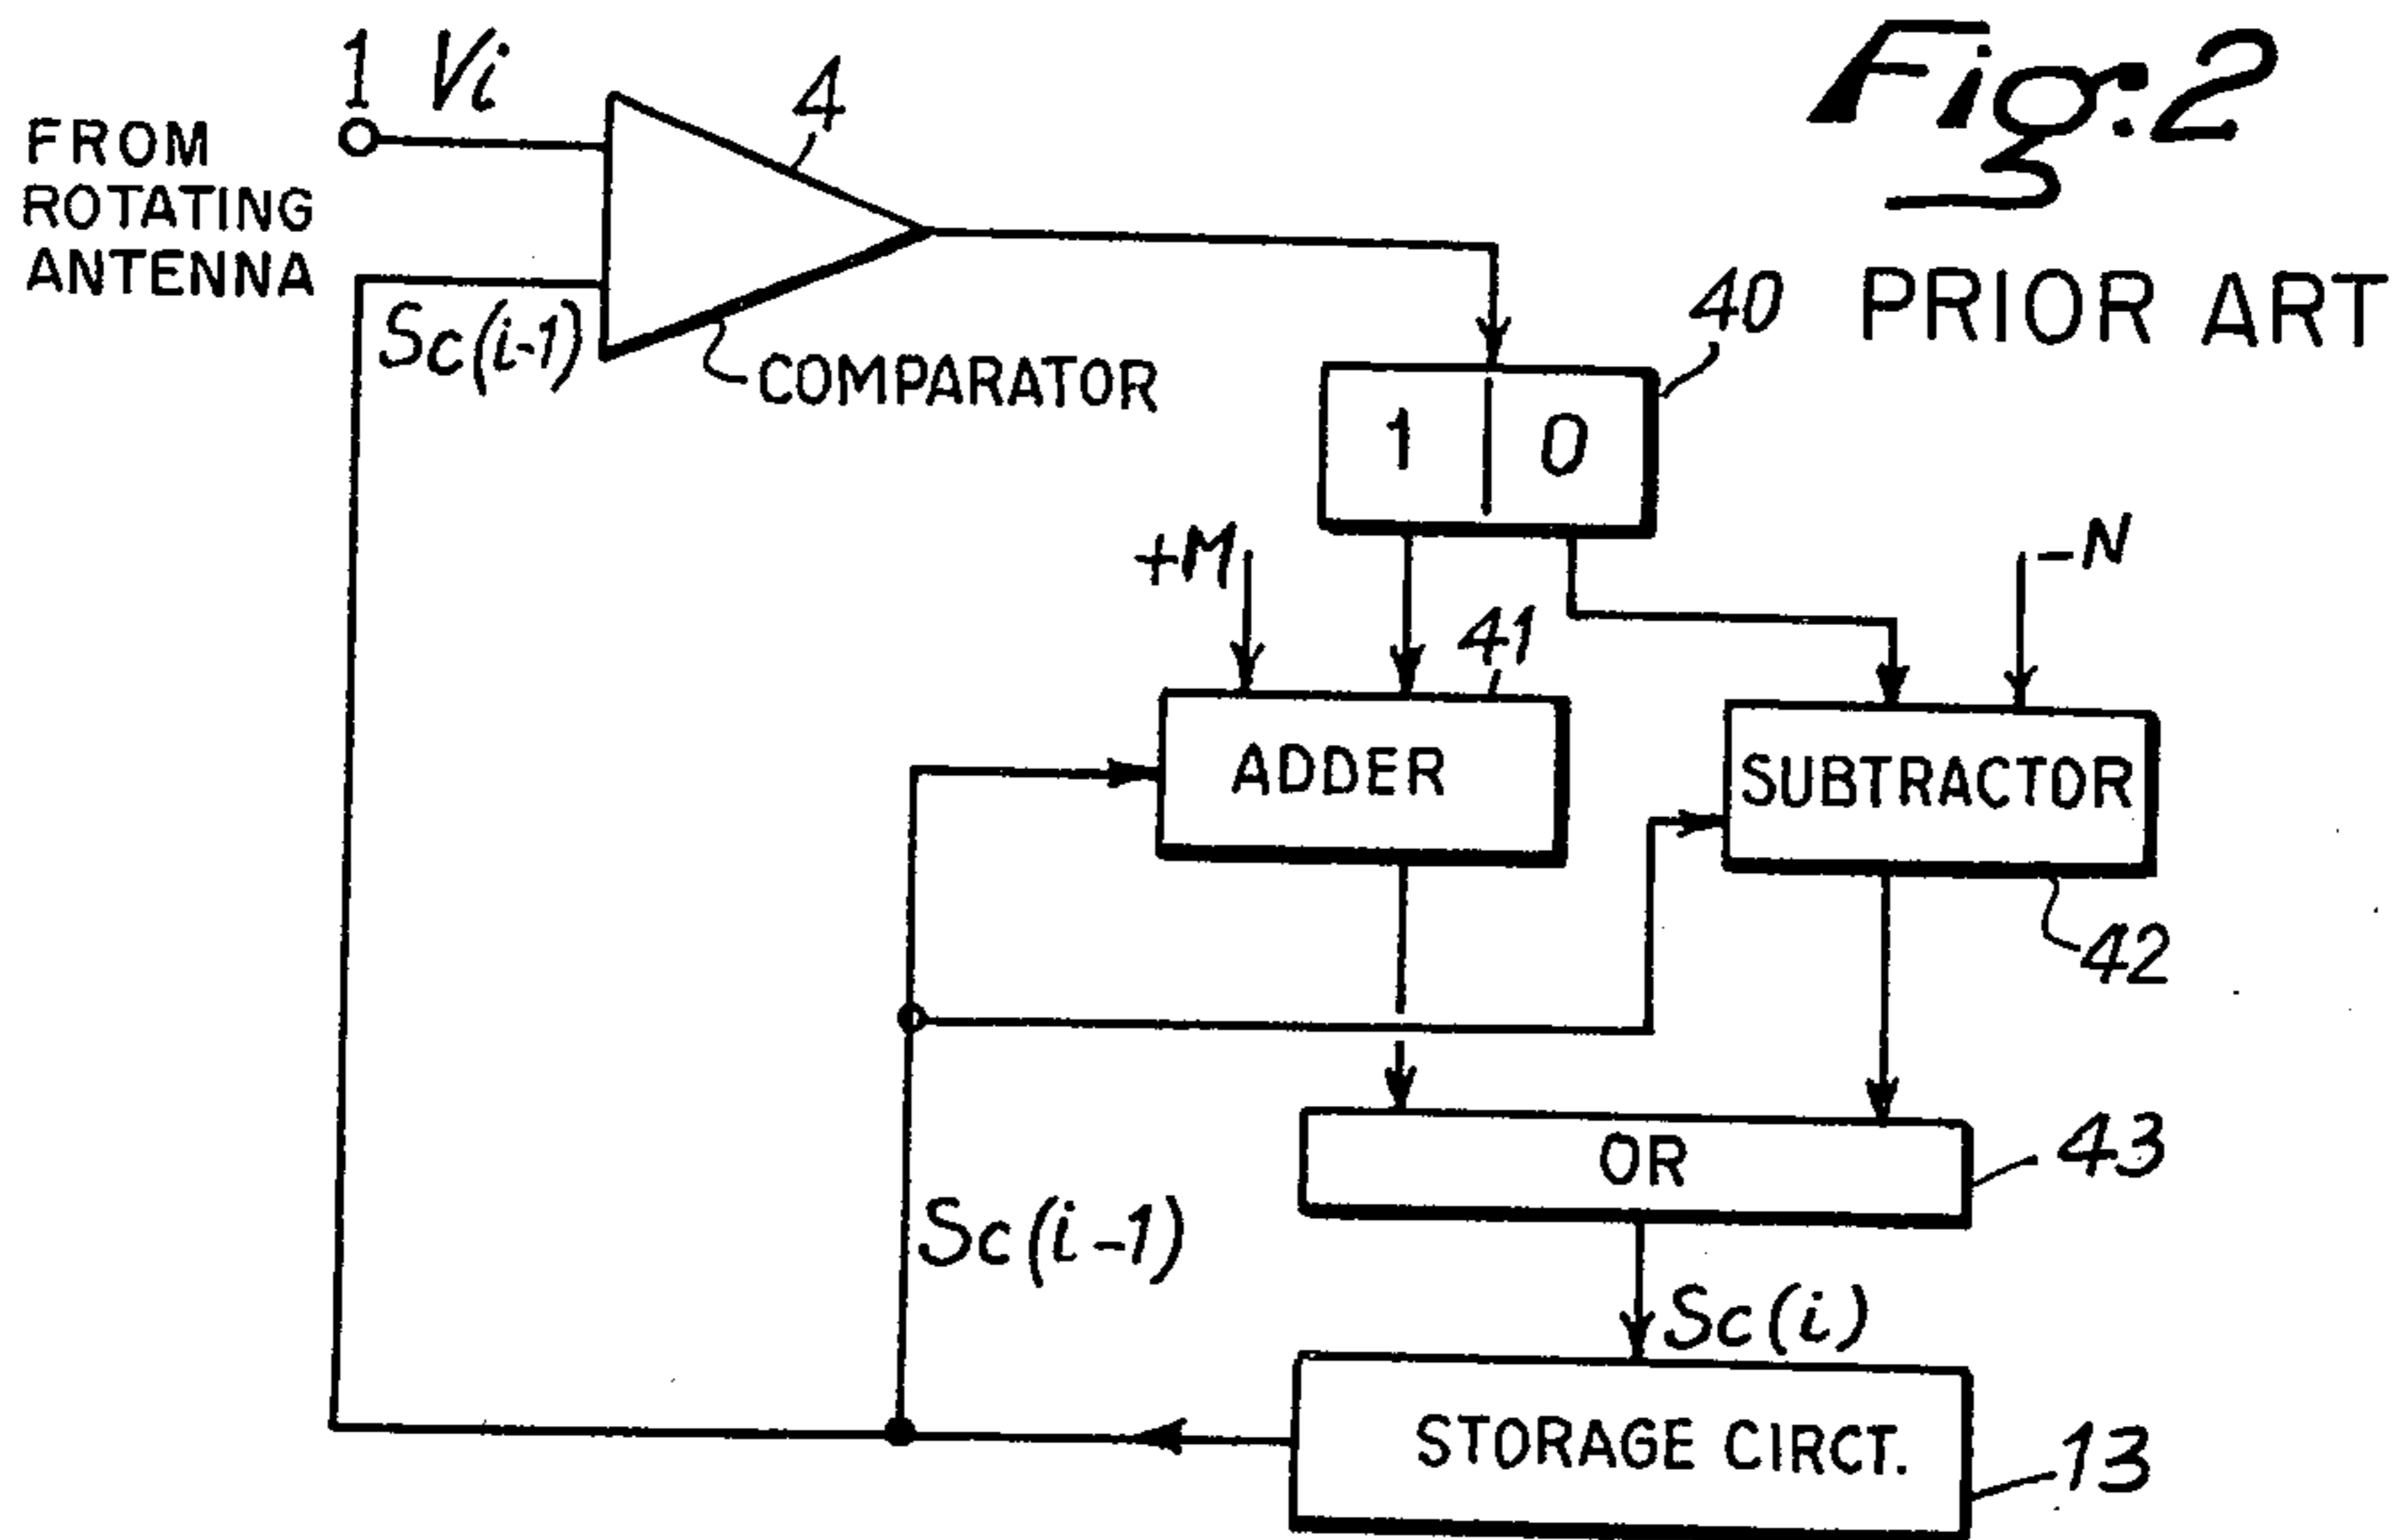 Fig. 2
PRIOR ART
1 Vi
FROM
ROTATING
ANTENNA
4
Sc(i-1)
COMPARATOR
40
1 0
+M
-N
41
ADDER
SUBTRACTOR
42
OR
43
Sc(i-1)
Sc(i)
STORAGE CIRCT.
13